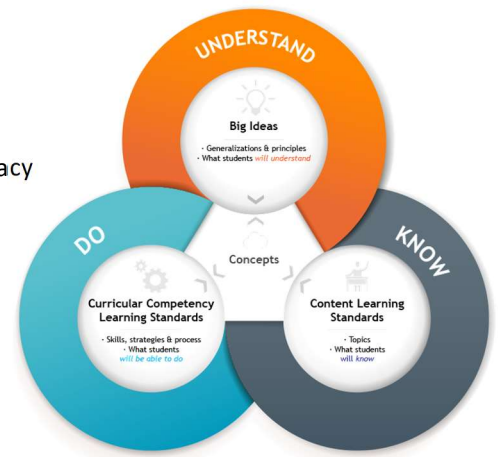 UNDERSTAND
Big Ideas
· Generalizations & principles
· What students will understand
DO
KNOW
Concepts
Curricular Competency
Learning Standards
· Skills, strategies & process
· What students
will be able to do
Content Learning
Standards
· Topics
· What students
will know